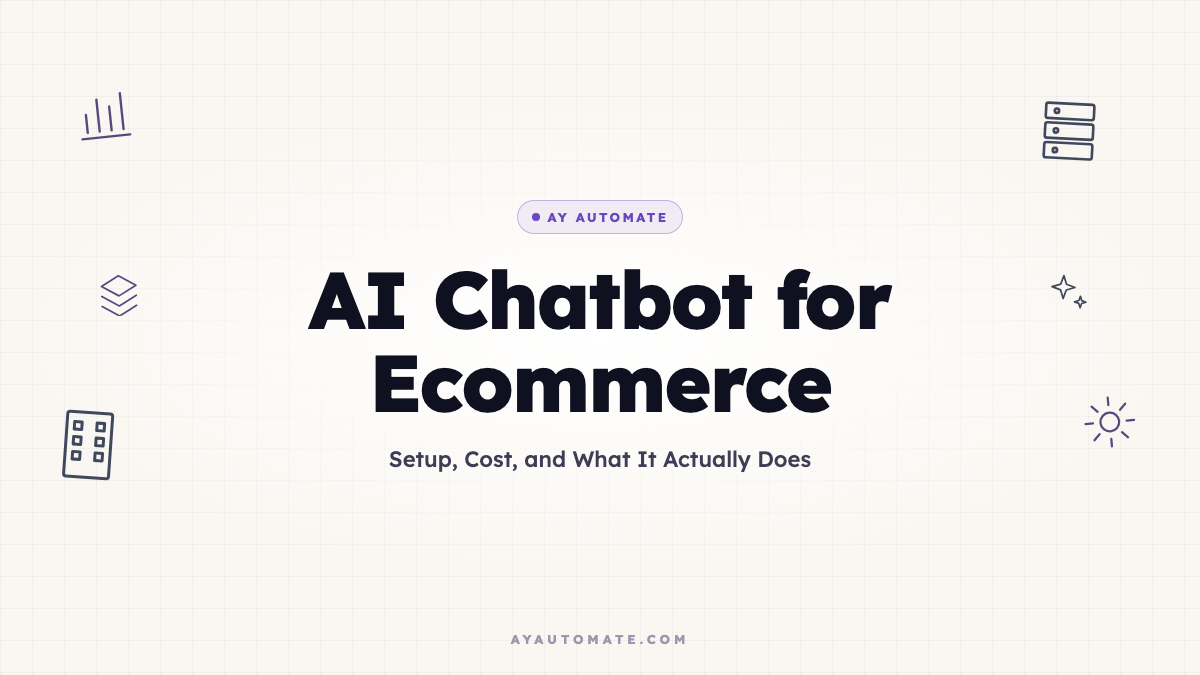 AY AUTOMATE
AI Chatbot for
Ecommerce
Setup, Cost, and What It Actually Does
AYAUTOMATE.COM